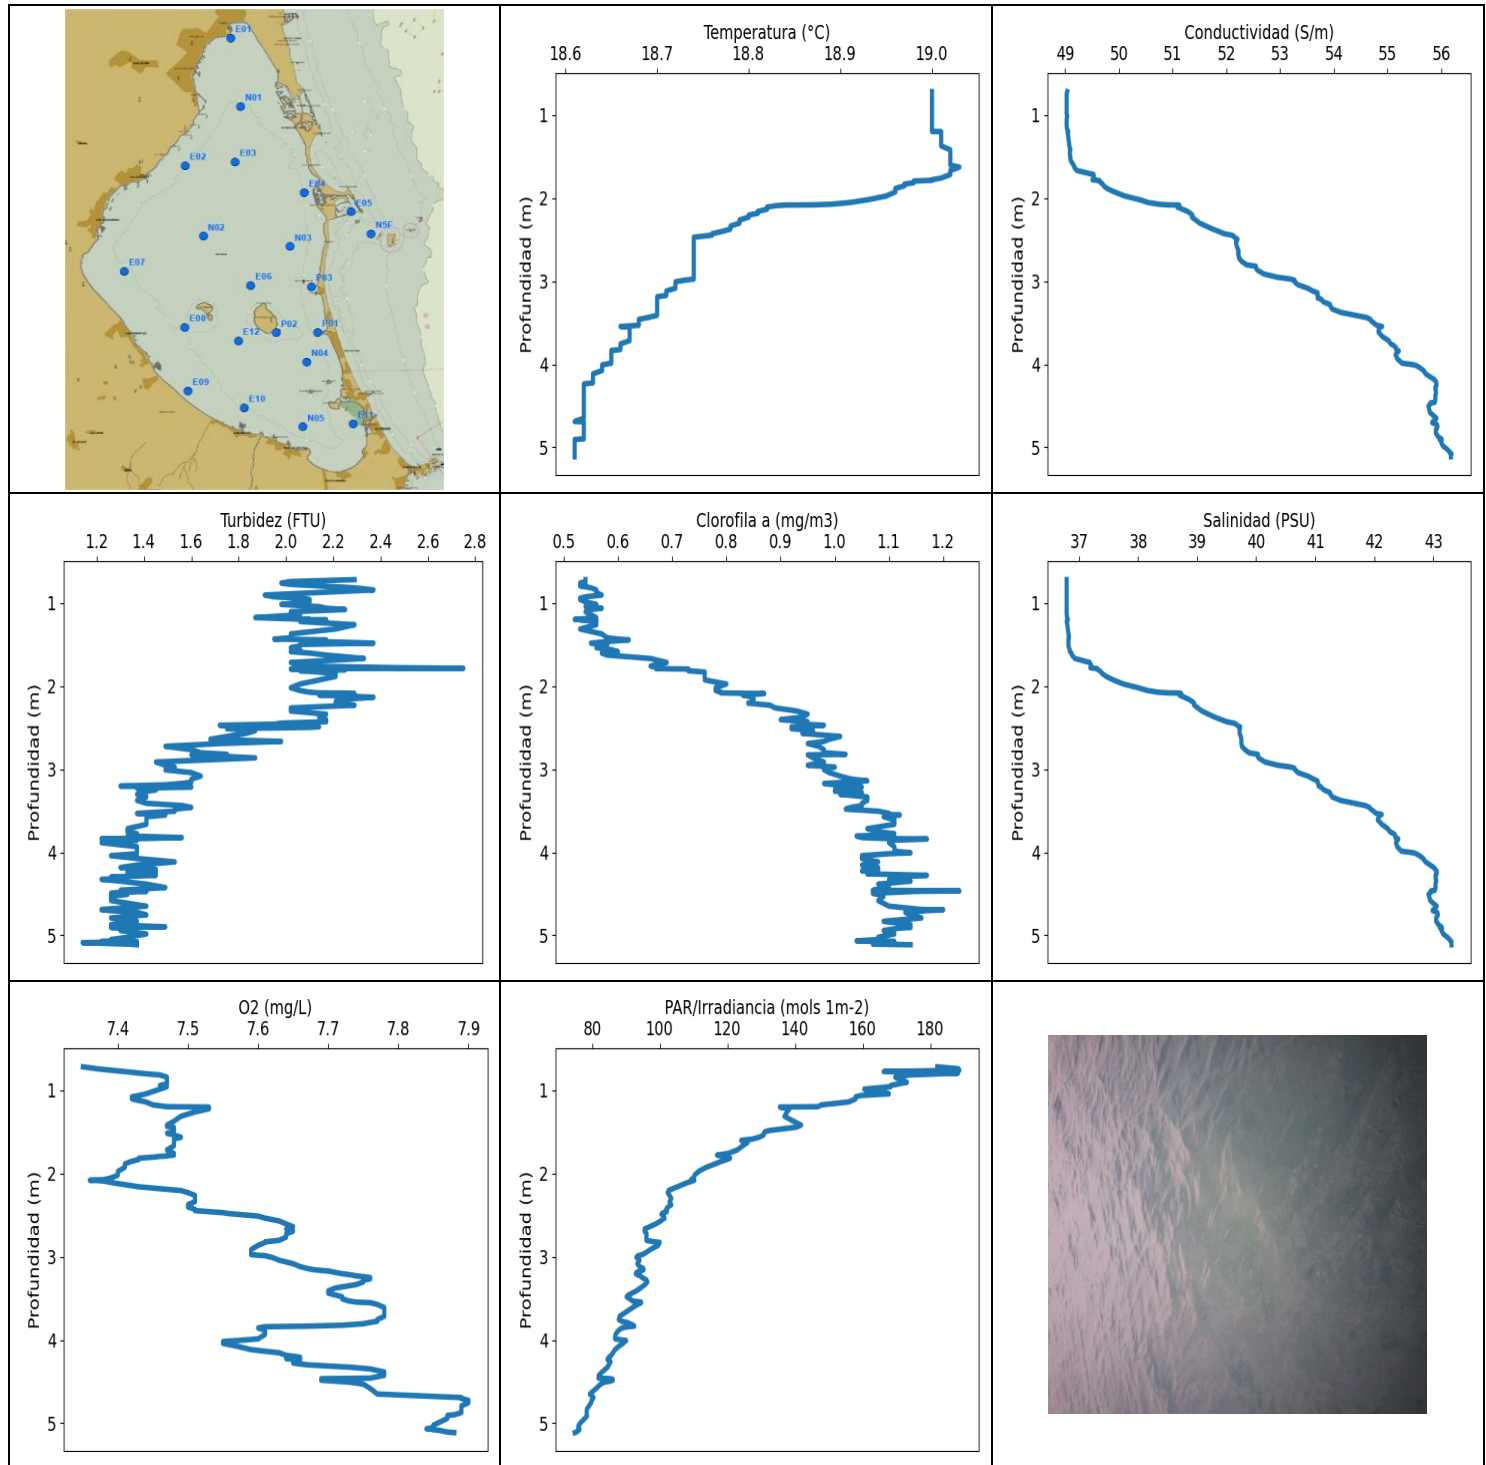 E01
N01
E02
E03
E04
E05
N5F
N02
N03
E07
E06
P03
E08
E12
P02
P01
N04
E09
E10
N05
E11
Temperatura (°C)
18.6 18.7 18.8 18.9 19.0
Profundidad (m)
1
2
3
4
5
Conductividad (S/m)
49 50 51 52 53 54 55 56
Profundidad (m)
1
2
3
4
5
Turbidez (FTU)
1.2 1.4 1.6 1.8 2.0 2.2 2.4 2.6 2.8
Profundidad (m)
1
2
3
4
5
Clorofila a (mg/m3)
0.5 0.6 0.7 0.8 0.9 1.0 1.1 1.2
Profundidad (m)
1
2
3
4
5
Salinidad (PSU)
37 38 39 40 41 42 43
Profundidad (m)
1
2
3
4
5
O2 (mg/L)
7.4 7.5 7.6 7.7 7.8 7.9
Profundidad (m)
1
2
3
4
5
PAR/Irradiancia (mols 1m-2)
80 100 120 140 160 180
Profundidad (m)
1
2
3
4
5